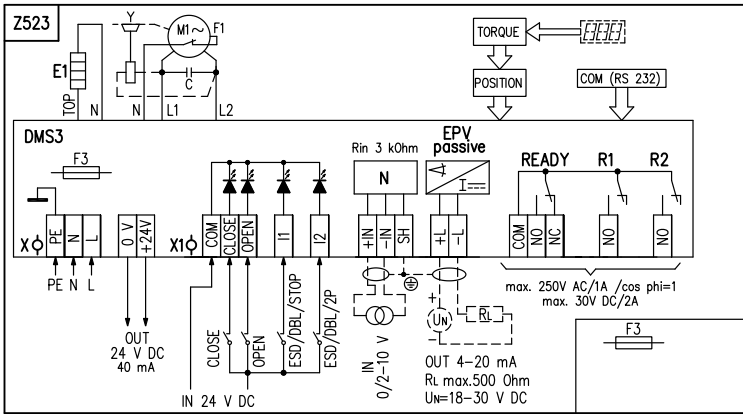 Z523
Y
M1 ~
F1
E1
C
TOP
N
N
L1
L2
TORQUE
POSITION
COM (RS 232)
DMS3
F3
Rin 3 kOhm
N
EPV
passive
I
READY
R1
R2
X
PE
N
L
0 V
+24V
X1
COM
CLOSE
OPEN
I1
I2
+IN
-IN
SH
+L
-L
COM
NO
NC
NO
NO
PE N L
OUT
24 V DC
40 mA
CLOSE
OPEN
ESD/DBL/STOP
ESD/DBL/2P
IN 24 V DC
IN
0/2-10 V
+
UN
-
RL
OUT 4-20 mA
RL max.500 Ohm
UN=18-30 V DC
max. 250V AC/1A /cos phi=1
max. 30V DC/2A
F3